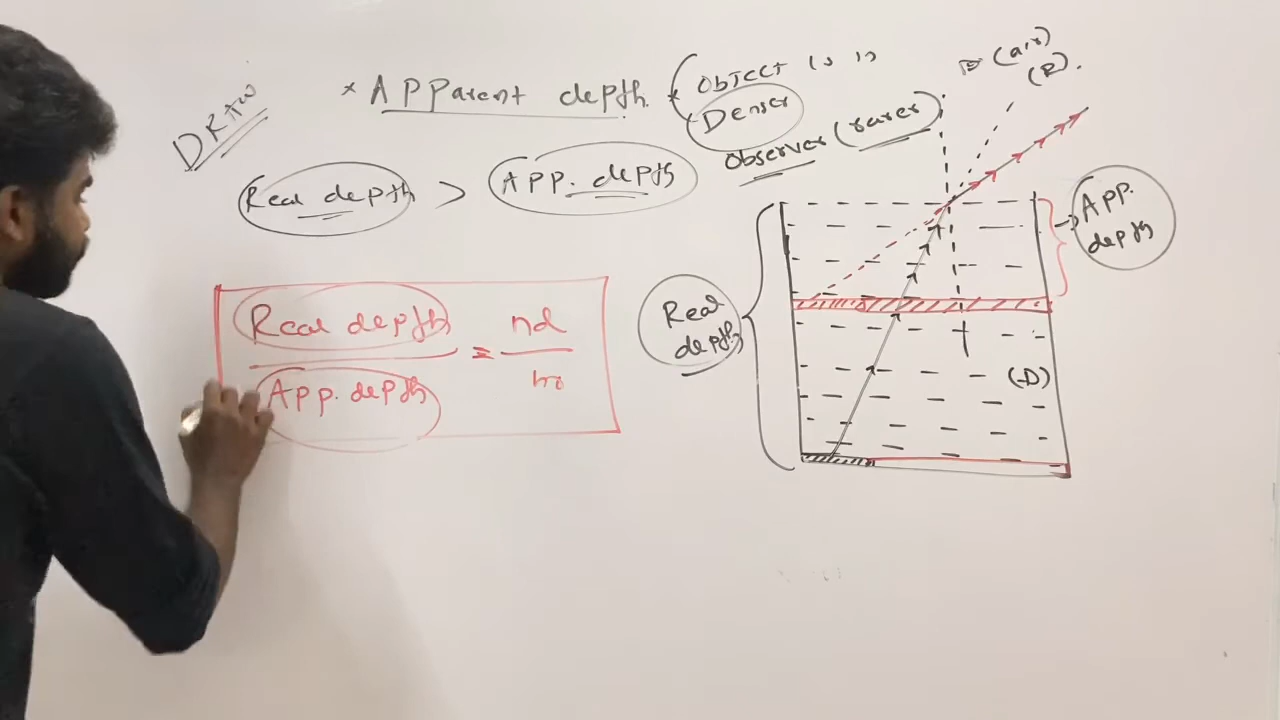 DRAW
* APParent depth * (OBJECT is in
Denser
Observer (rarer)
Real depth > APP. depth
(air)
(R).
APP.
depth
Real
depth
Real depth = nd
App. depth
(D)